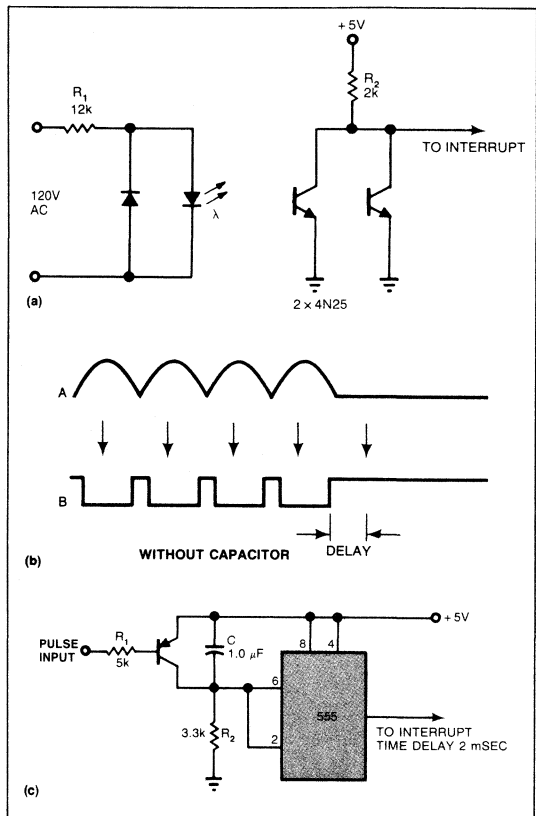 + 5V
R1
12k
R2
2k
TO INTERRUPT
120V
AC
λ
(a)
2 x 4N25
A
B
DELAY
WITHOUT CAPACITOR
(b)
+ 5V
PULSE
INPUT
R1
5k
C
1.0 μF
8 4
6
555
2
3.3k R2
TO INTERRUPT
TIME DELAY 2 mSEC
(c)